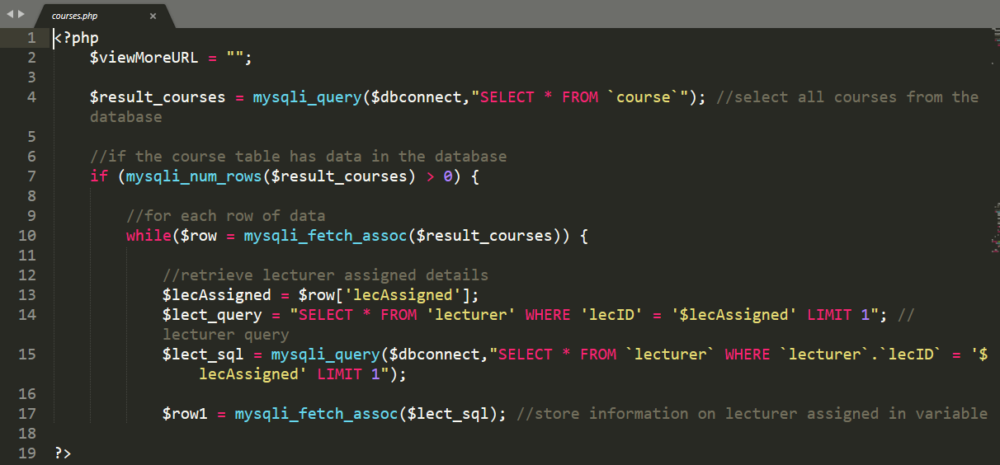 courses.php ×
1 <?php
2 $viewMoreURL = "";
3
4 $result_courses = mysqli_query($dbconnect,"SELECT * FROM `course`"); //select all courses from the
database
5
6 //if the course table has data in the database
7 if (mysqli_num_rows($result_courses) > 0) {
8
9 //for each row of data
10 while($row = mysqli_fetch_assoc($result_courses)) {
11
12 //retrieve lecturer assigned details
13 $lecAssigned = $row['lecAssigned'];
14 $lect_query = "SELECT * FROM 'lecturer' WHERE 'lecID' = '$lecAssigned' LIMIT 1"; //
lecturer query
15 $lect_sql = mysqli_query($dbconnect,"SELECT * FROM `lecturer` WHERE `lecturer`.`lecID` = '$
lecAssigned' LIMIT 1");
16
17 $row1 = mysqli_fetch_assoc($lect_sql); //store information on lecturer assigned in variable
18
19 ?>